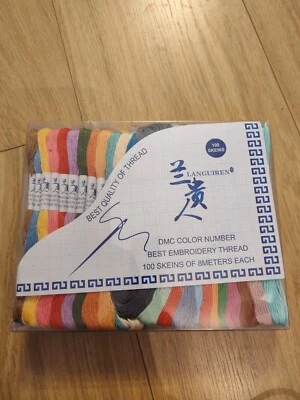 100
SKEINS
BEST QUALITY OF THREAD
兰贵人
LANGUIREN
DMC COLOR NUMBER
BEST EMBROIDERY THREAD
100 SKEINS OF 8METERS EACH